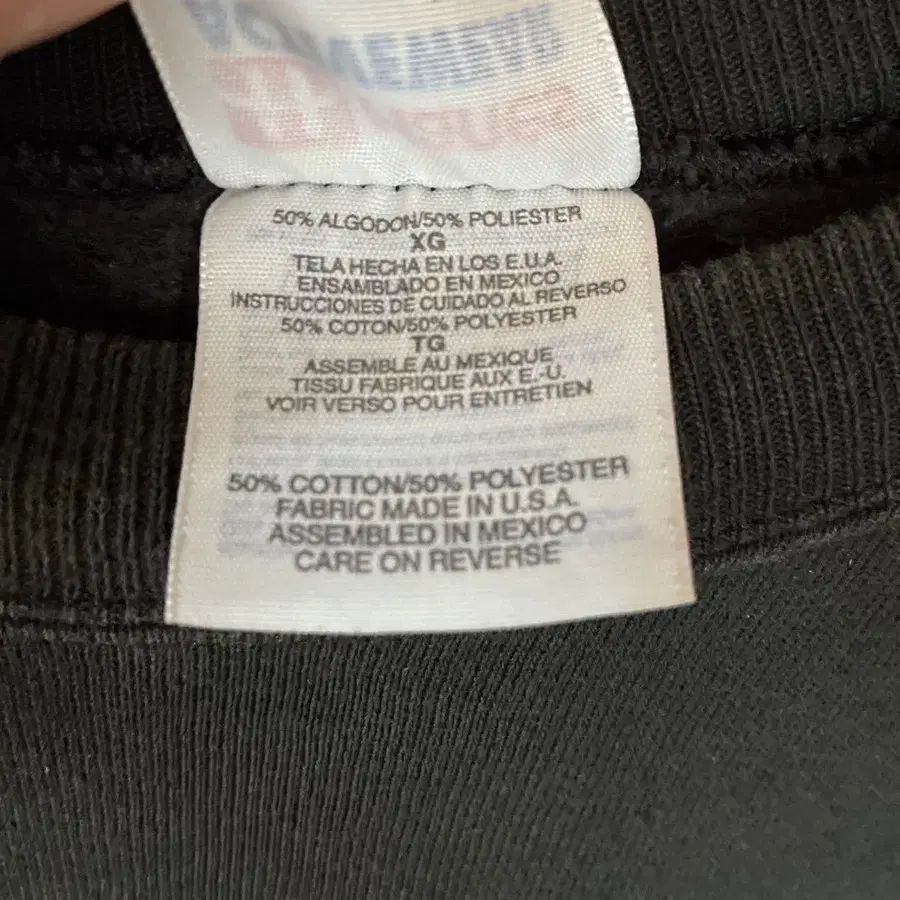 50% ALGODON/50% POLIESTER
XG
TELA HECHA EN LOS E.U.A.
ENSAMBLADO EN MEXICO
INSTRUCCIONES DE CUIDADO AL REVERSO
50% COTON/50% POLYESTER
TG
ASSEMBLE AU MEXIQUE
TISSU FABRIQUE AUX E.-U.
VOIR VERSO POUR ENTRETIEN
50% COTTON/50% POLYESTER
FABRIC MADE IN U.S.A.
ASSEMBLED IN MEXICO
CARE ON REVERSE